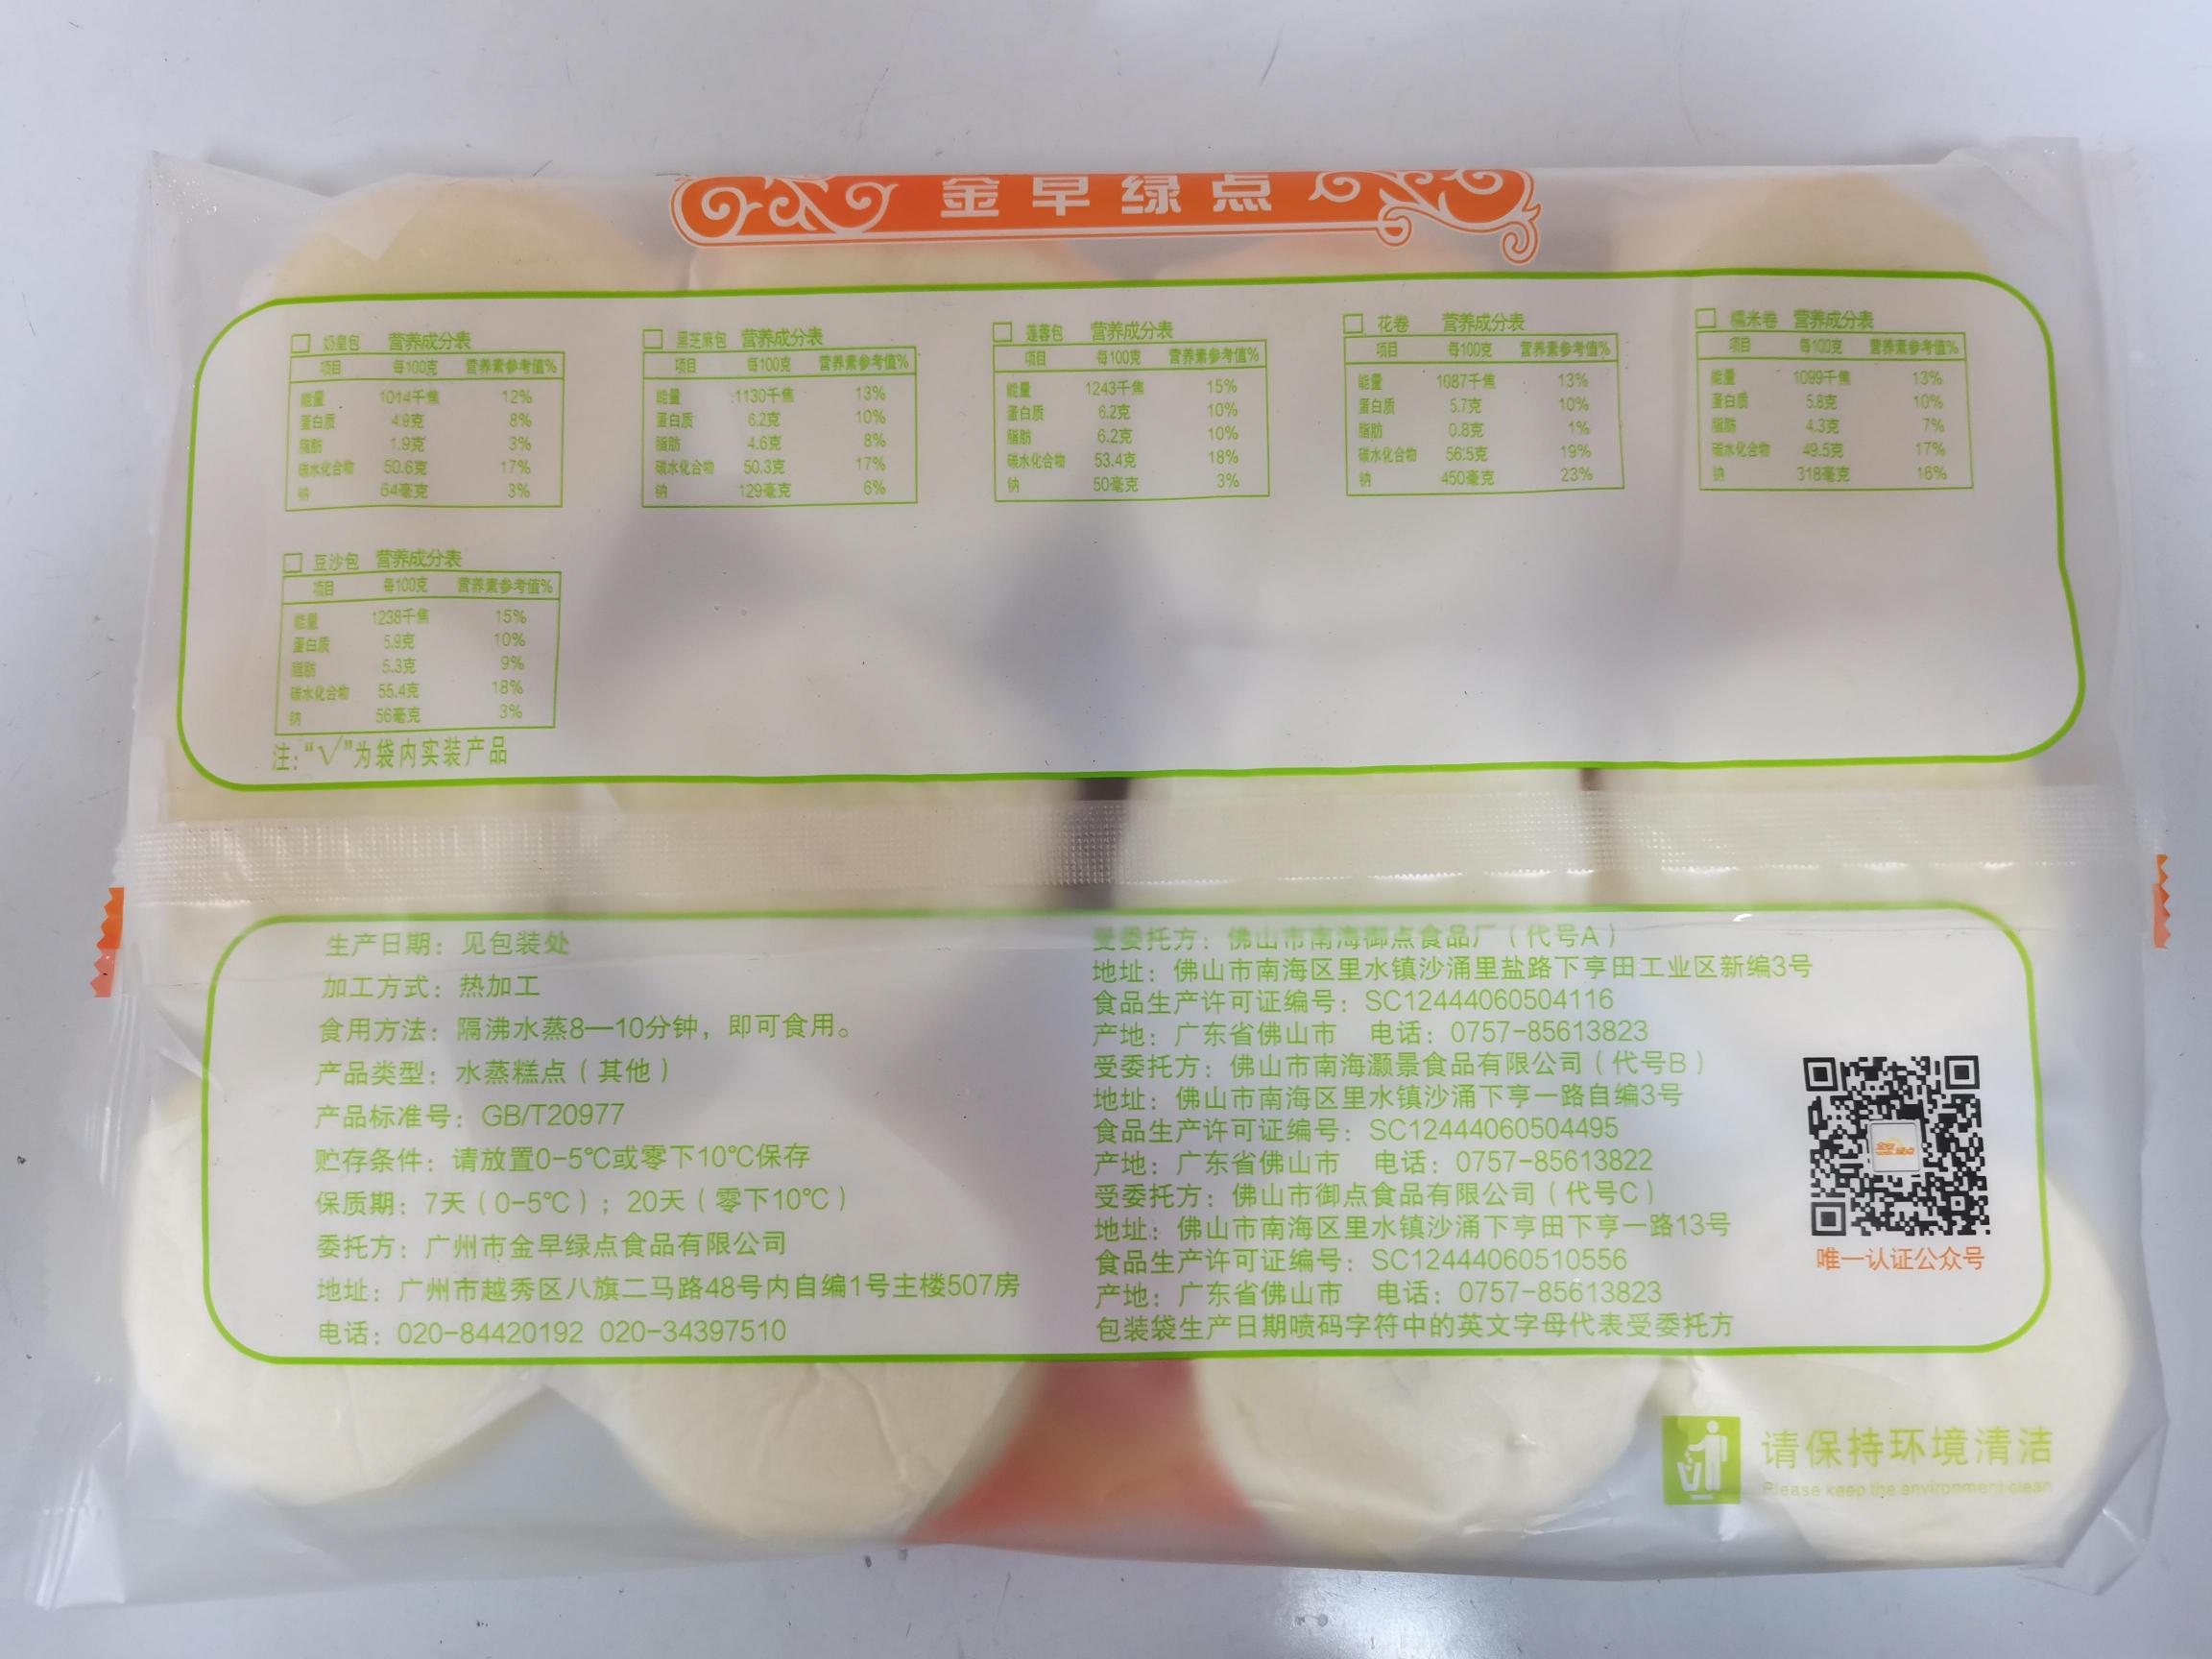 金早绿点
□ 奶皇包 营养成分表
项目 每100克 营养素参考值%
能量 1014千焦 12%
蛋白质 4.9克 8%
脂肪 1.9克 3%
碳水化合物 50.6克 17%
钠 64毫克 3%
□ 黑芝麻包 营养成分表
项目 每100克 营养素参考值%
能量 1130千焦 13%
蛋白质 6.2克 10%
脂肪 4.6克 8%
碳水化合物 50.3克 17%
钠 129毫克 6%
□ 莲蓉包 营养成分表
项目 每100克 营养素参考值%
能量 1243千焦 15%
蛋白质 6.2克 10%
脂肪 6.2克 10%
碳水化合物 53.4克 18%
钠 50毫克 3%
□ 花卷 营养成分表
项目 每100克 营养素参考值%
能量 1087千焦 13%
蛋白质 5.7克 10%
脂肪 0.8克 1%
碳水化合物 56.5克 19%
钠 450毫克 23%
□ 糯米卷 营养成分表
项目 每100克 营养素参考值%
能量 1099千焦 13%
蛋白质 5.8克 10%
脂肪 4.3克 7%
碳水化合物 49.5克 17%
钠 318毫克 16%
□ 豆沙包 营养成分表
项目 每100克 营养素参考值%
能量 1238千焦 15%
蛋白质 5.9克 10%
脂肪 5.3克 9%
碳水化合物 55.4克 18%
钠 56毫克 3%
注:“√”为袋内实装产品
生产日期：见包装处
加工方式：热加工
食用方法：隔沸水蒸8—10分钟，即可食用。
产品类型：水蒸糕点（其他）
产品标准号：GB/T20977
贮存条件：请放置0-5℃或零下10℃保存
保质期：7天（0-5℃）；20天（零下10℃）
委托方：广州市金早绿点食品有限公司
地址：广州市越秀区八旗二马路48号内自编1号主楼507房
电话：020-84420192 020-34397510
受委托方：佛山市南海御点食品厂（代号A）
地址：佛山市南海区里水镇沙涌里盐路下亨田工业区新编3号
食品生产许可证编号：SC12444060504116
产地：广东省佛山市 电话：0757-85613823
受委托方：佛山市南海灏景食品有限公司（代号B）
地址：佛山市南海区里水镇沙涌下亨一路自编3号
食品生产许可证编号：SC12444060504495
产地：广东省佛山市 电话：0757-85613822
受委托方：佛山市御点食品有限公司（代号C）
地址：佛山市南海区里水镇沙涌下亨田下亨一路13号
食品生产许可证编号：SC12444060510556
产地：广东省佛山市 电话：0757-85613823
包装袋生产日期喷码字符中的英文字母代表受委托方
唯一认证公众号
请保持环境清洁
Please keep the environment clean